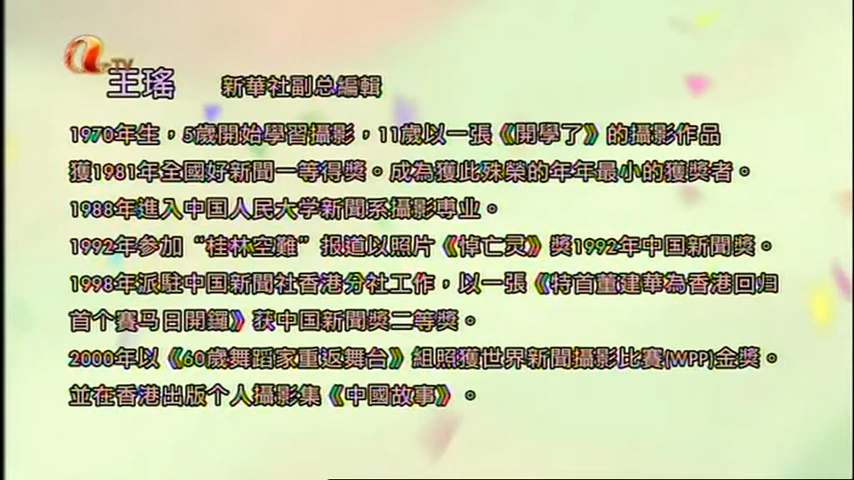 a-TV
王瑤 新華社副总編輯
1970年生，5歲開始學習攝影，11歲以一張《開學了》的攝影作品
獲1981年全國好新聞一等得獎。成為獲此殊榮的年年最小的獲獎者。
1988年進入中国人民大学新聞系攝影專业。
1992年参加“桂林空難”报道以照片《悼亡灵》獎1992年中国新聞獎。
1998年派駐中国新聞社香港分社工作，以一張《特首董建華為香港回归
首个賽马日開鑼》获中国新聞獎二等獎。
2000年以《60歲舞蹈家重返舞台》組照獲世界新聞攝影比賽(WPP)金獎。
並在香港出版个人攝影集《中國故事》。